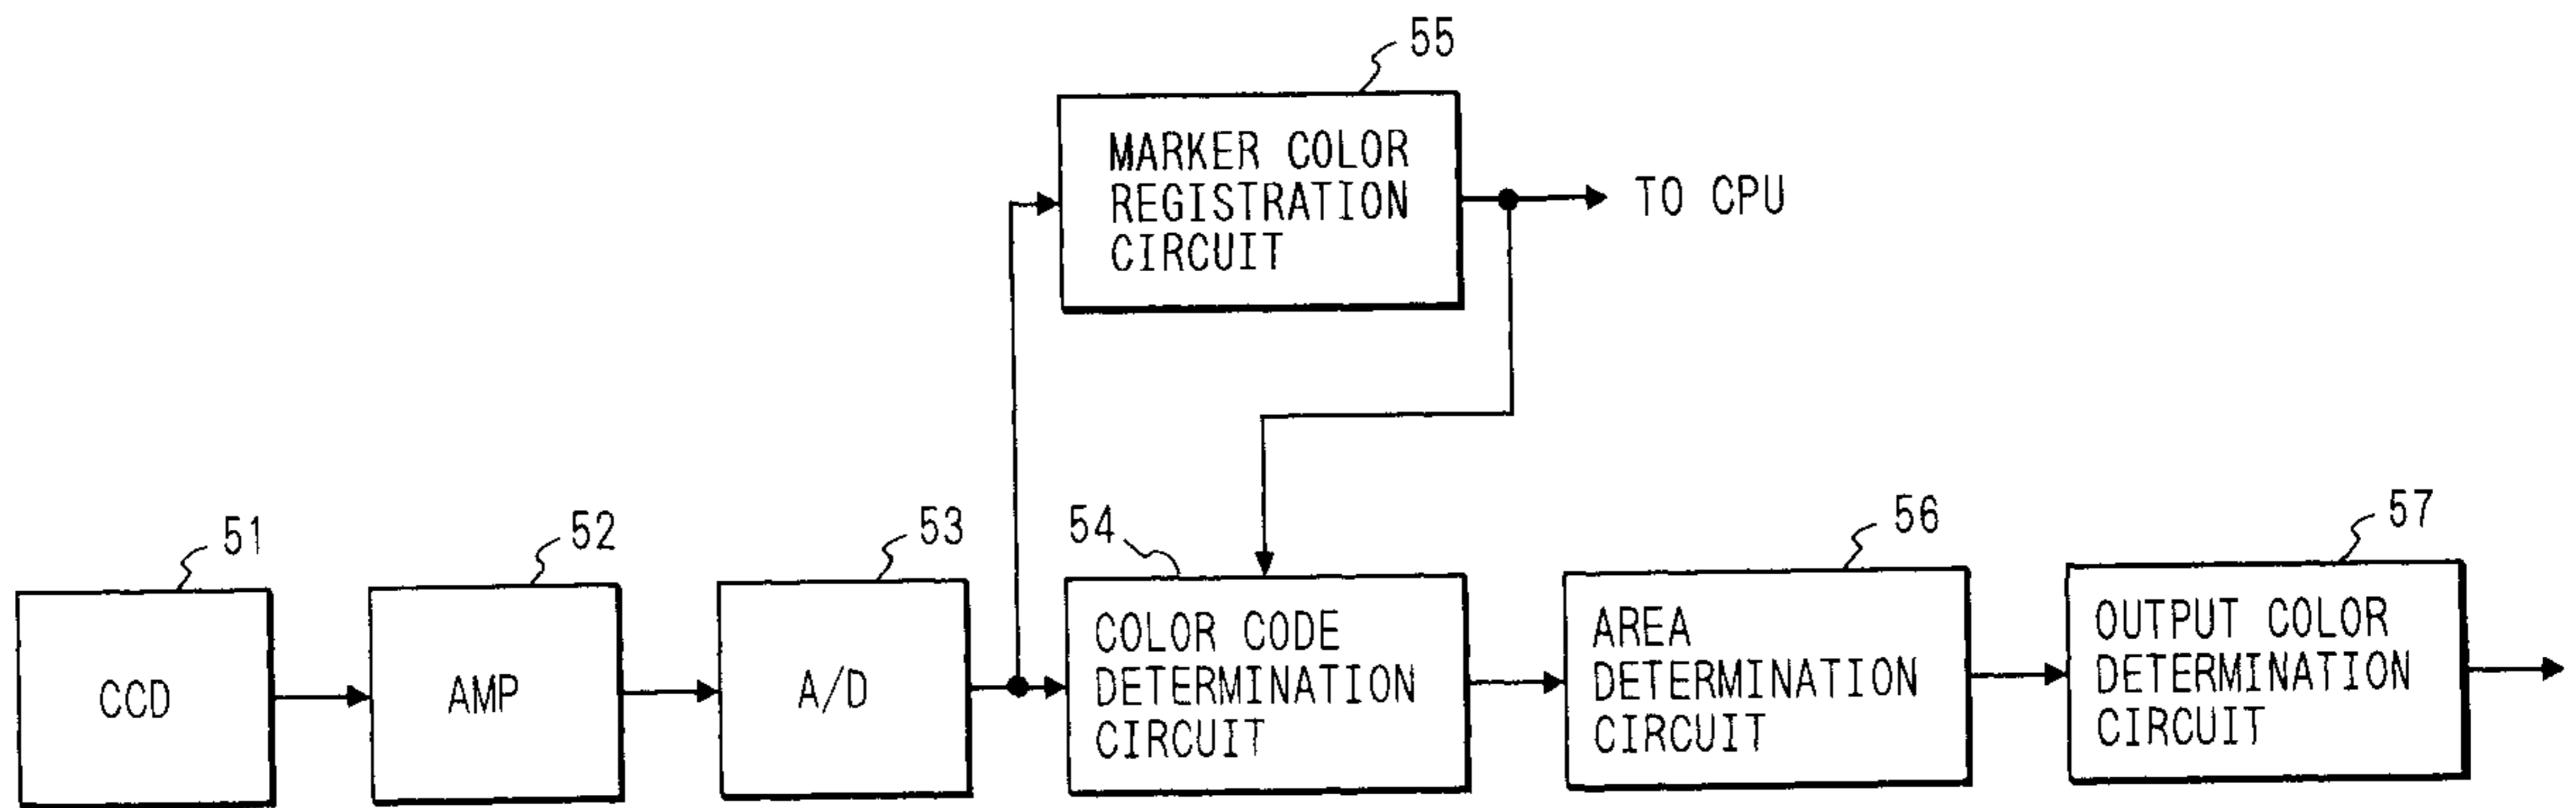 55
MARKER COLOR
REGISTRATION
CIRCUIT
TO CPU
51
CCD
52
AMP
53
A/D
54
COLOR CODE
DETERMINATION
CIRCUIT
56
AREA
DETERMINATION
CIRCUIT
57
OUTPUT COLOR
DETERMINATION
CIRCUIT